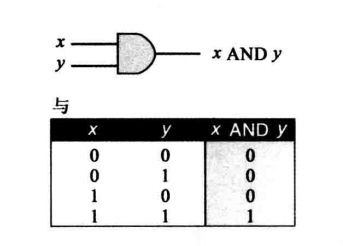 x
x AND y
y
与
x y x AND y
0 0 0
0 1 0
1 0 0
1 1 1